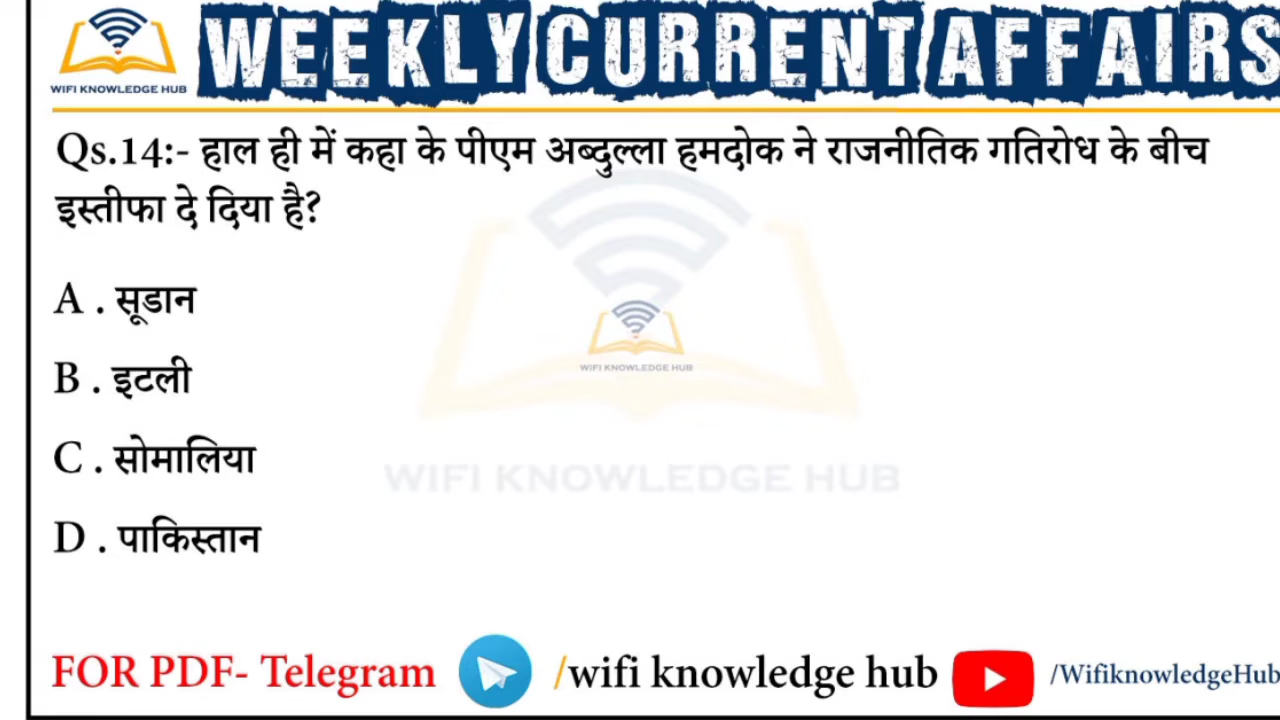 WEEKLY CURRENT AFFAIRS
WIFI KNOWLEDGE HUB
Qs.14:- हाल ही में कहा के पीएम अब्दुल्ला हमदोक ने राजनीतिक गतिरोध के बीच
इस्तीफा दे दिया है?
A . सूडान
B . इटली
WIFI KNOWLEDGE HUB
C . सोमालिया
WIFI KNOWLEDGE HUB
D . पाकिस्तान
FOR PDF- Telegram /wifi knowledge hub /WifiknowledgeHub